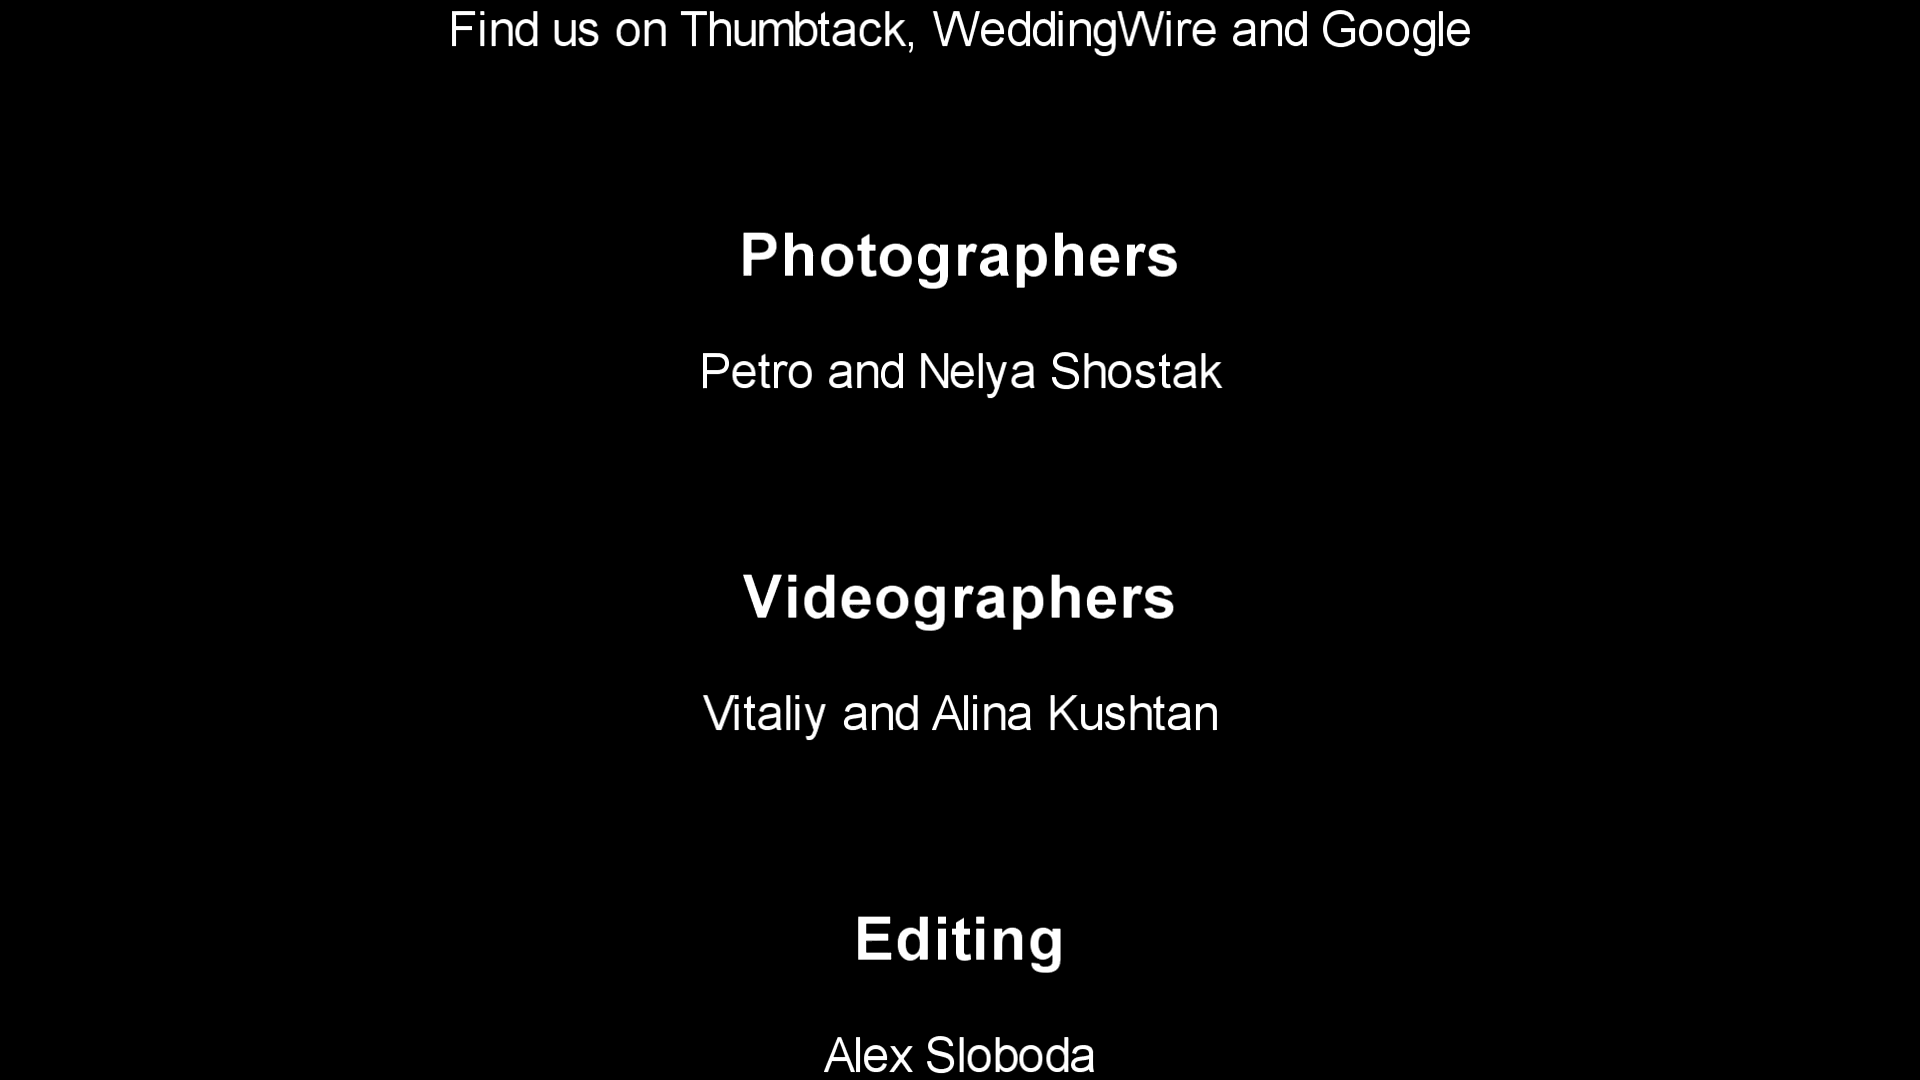 Find us on Thumbtack, WeddingWire and Google
Photographers
Petro and Nelya Shostak
Videographers
Vitaliy and Alina Kushtan
Editing
Alex Sloboda